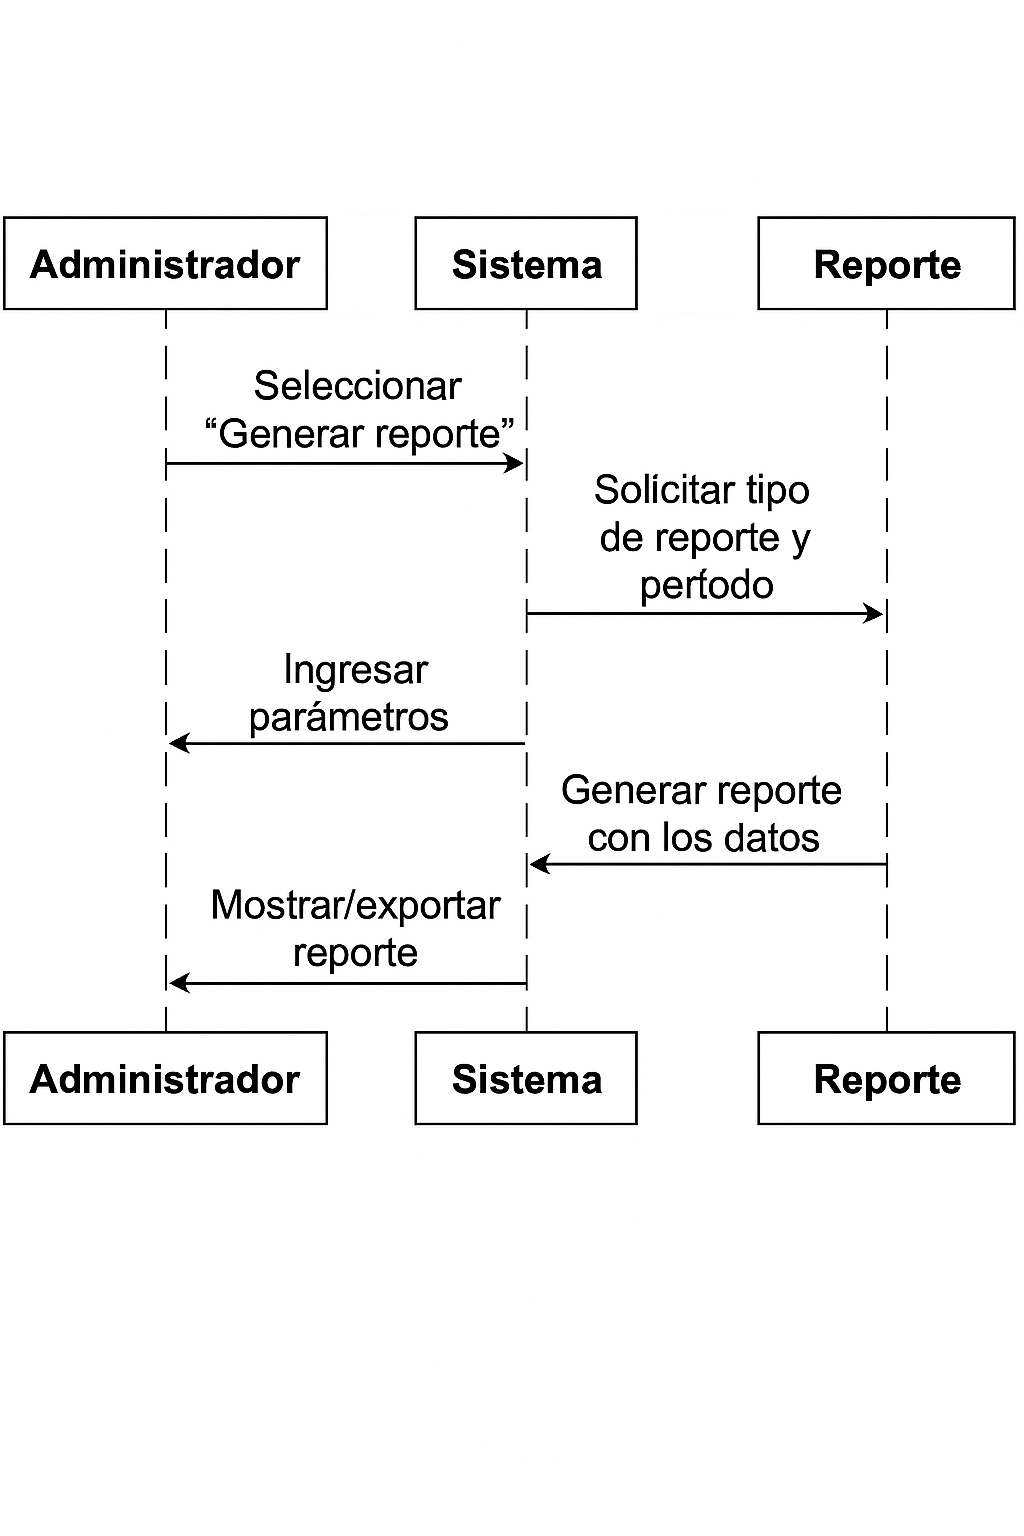 Administrador
Sistema
Reporte
Seleccionar
“Generar reporte”
Solicitar tipo
de reporte y
pertodo
Ingresar
parámetros
Generar reporte
con los datos
Mostrar/exportar
reporte
Administrador
Sistema
Reporte